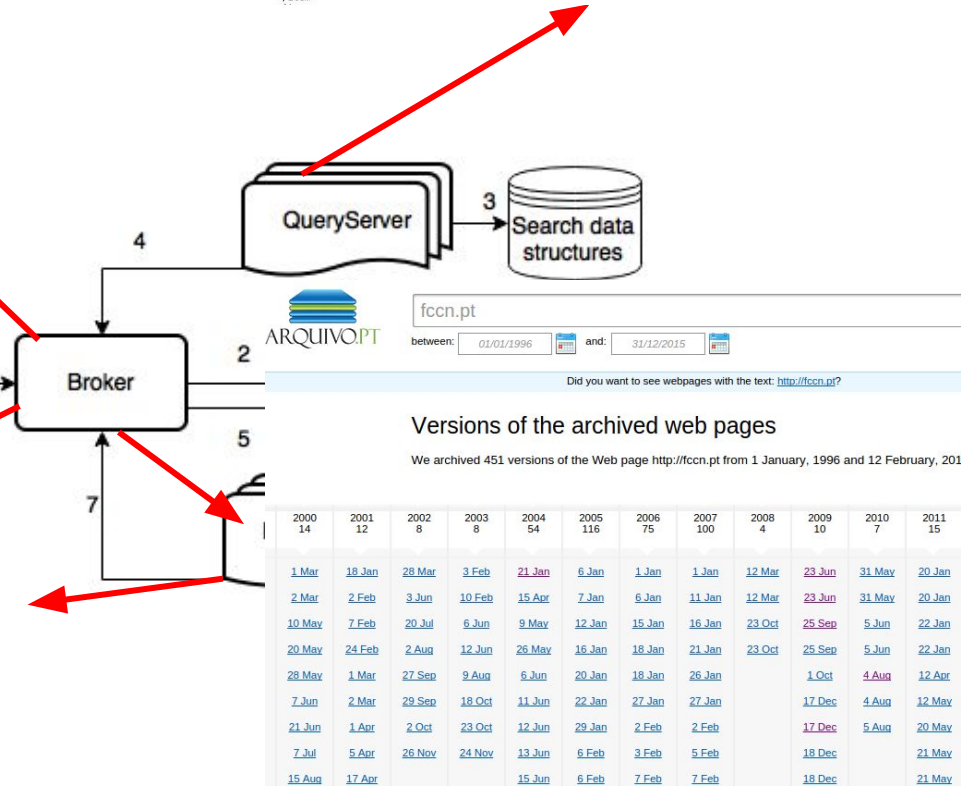 QueryServer
3
Search data
structures
4
ARQUIVO.PT
fccn.pt
between: 01/01/1996 and: 31/12/2015
2
Broker
Did you want to see webpages with the text: http://fccn.pt?
Versions of the archived web pages
5
We archived 451 versions of the Web page http://fccn.pt from 1 January, 1996 and 12 February, 201
7
2000 2001 2002 2003 2004 2005 2006 2007 2008 2009 2010 2011
14 12 8 8 54 116 75 100 4 10 7 15
1 Mar 18 Jan 28 Mar 3 Feb 21 Jan 6 Jan 1 Jan 1 Jan 12 Mar 23 Jun 31 May 20 Jan
2 Mar 2 Feb 3 Jun 10 Feb 15 Apr 7 Jan 6 Jan 11 Jan 12 Mar 23 Jun 31 May 20 Jan
10 May 7 Feb 20 Jul 6 Jun 9 May 12 Jan 15 Jan 16 Jan 23 Oct 25 Sep 5 Jun 22 Jan
20 May 24 Feb 2 Aug 12 Jun 26 May 16 Jan 18 Jan 21 Jan 23 Oct 25 Sep 5 Jun 22 Jan
28 May 1 Mar 27 Sep 9 Aug 6 Jun 20 Jan 18 Jan 26 Jan 1 Oct 4 Aug 12 Apr
7 Jun 2 Mar 29 Sep 18 Oct 11 Jun 22 Jan 27 Jan 27 Jan 17 Dec 4 Aug 12 May
21 Jun 1 Apr 2 Oct 23 Oct 12 Jun 29 Jan 2 Feb 2 Feb 17 Dec 5 Aug 20 May
7 Jul 5 Apr 26 Nov 24 Nov 13 Jun 6 Feb 3 Feb 5 Feb 18 Dec 21 May
15 Aug 17 Apr 15 Jun 6 Feb 7 Feb 7 Feb 18 Dec 21 May